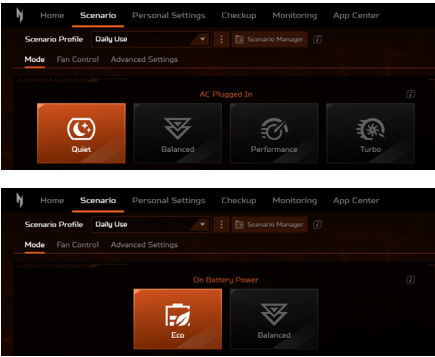 Home Scenario Personal Settings Checkup Monitoring App Center
Scenario Profile Daily Use Scenario Manager
Mode Fan Control Advanced Settings
AC Plugged In
Quiet Balanced Performance Turbo
Home Scenario Personal Settings Checkup Monitoring App Center
Scenario Profile Daily Use Scenario Manager
Mode Fan Control Advanced Settings
On Battery Power
Eco Balanced